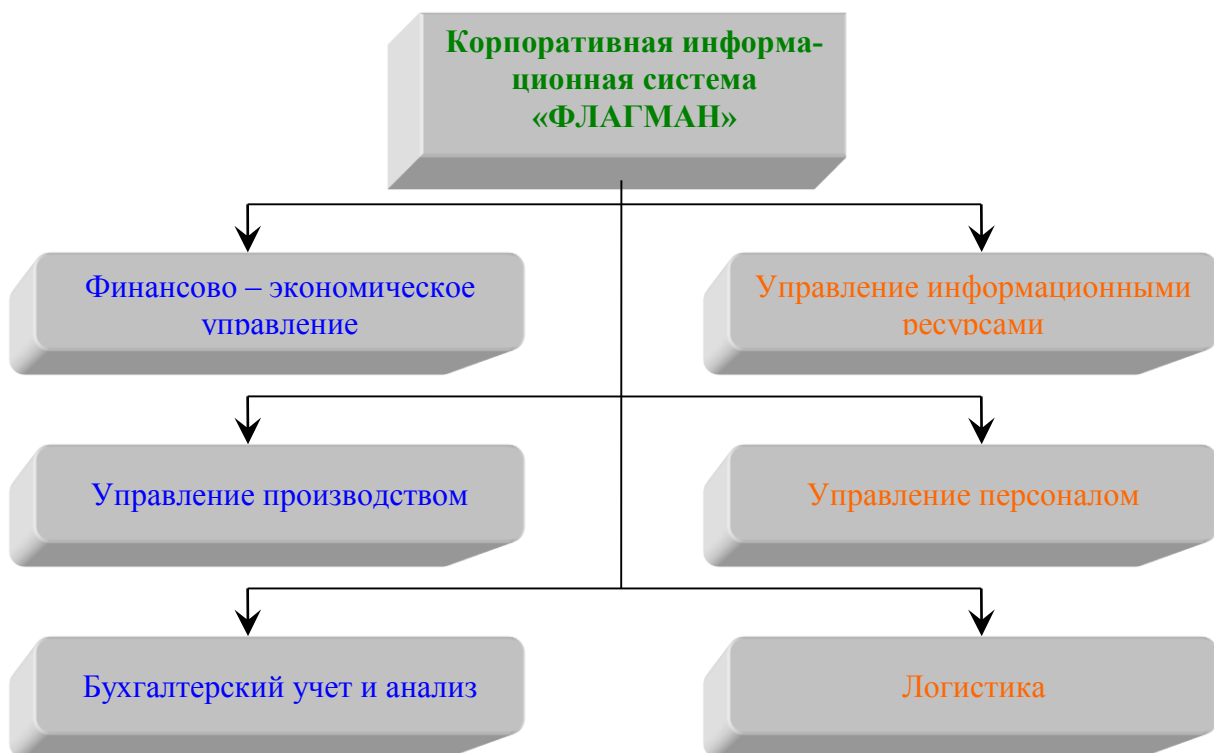 Корпоративная информа-
ционная система
«ФЛАГМАН»
Финансово – экономическое
управление
Управление информационными
ресурсами
Управление производством
Управление персоналом
Бухгалтерский учет и анализ
Логистика